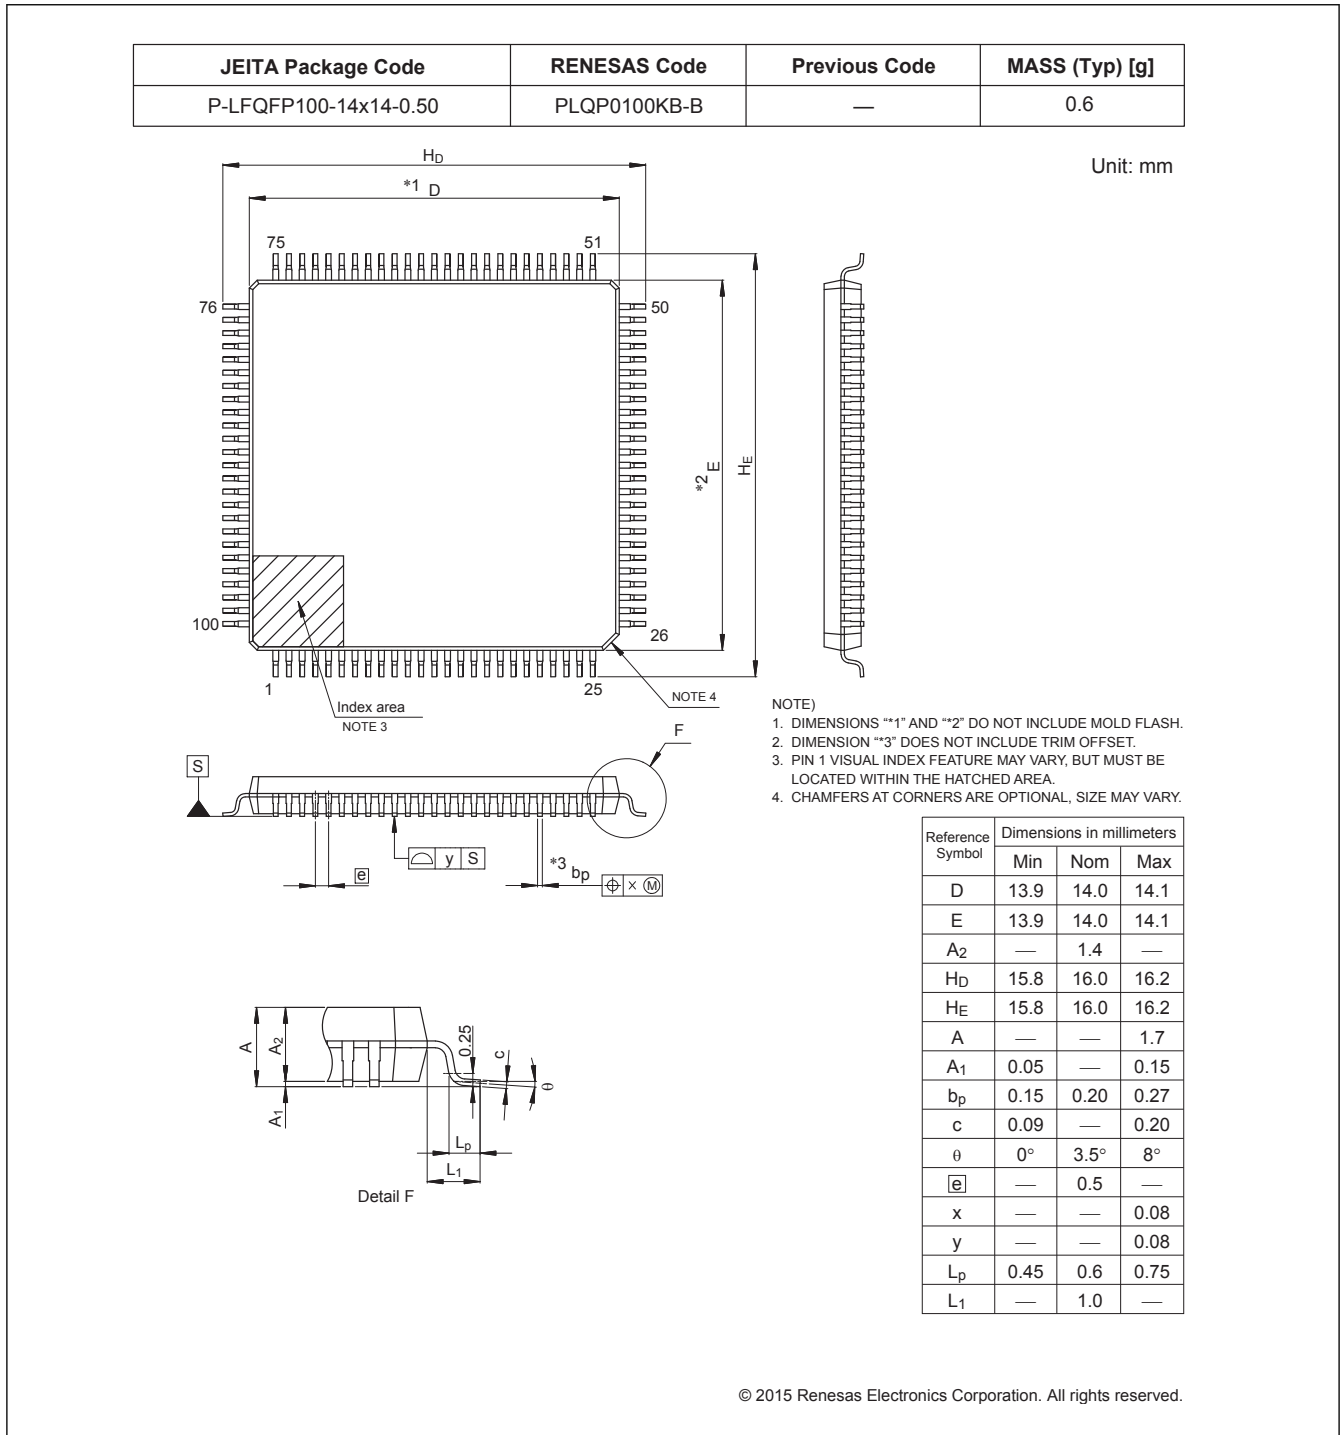 JEITA Package Code RENESAS Code Previous Code MASS (Typ) [g]
P-LFQFP100-14x14-0.50 PLQP0100KB-B — 0.6
Unit: mm
HD
*1 D
75 51
76 50
*2 E
HE
100 26
1 25
Index area
NOTE 3
NOTE 4
F
NOTE)
1. DIMENSIONS “*1” AND “*2” DO NOT INCLUDE MOLD FLASH.
2. DIMENSION “*3” DOES NOT INCLUDE TRIM OFFSET.
3. PIN 1 VISUAL INDEX FEATURE MAY VARY, BUT MUST BE
LOCATED WITHIN THE HATCHED AREA.
4. CHAMFERS AT CORNERS ARE OPTIONAL, SIZE MAY VARY.
S
y S
e
*3 bp
x M
A
A2
A1
0.25
c
θ
Lp
L1
Detail F
Reference Symbol Dimensions in millimeters
Min Nom Max
D 13.9 14.0 14.1
E 13.9 14.0 14.1
A2 — 1.4 —
HD 15.8 16.0 16.2
HE 15.8 16.0 16.2
A — — 1.7
A1 0.05 — 0.15
bp 0.15 0.20 0.27
c 0.09 — 0.20
θ 0° 3.5° 8°
e — 0.5 —
x — — 0.08
y — — 0.08
Lp 0.45 0.6 0.75
L1 — 1.0 —
© 2015 Renesas Electronics Corporation. All rights reserved.